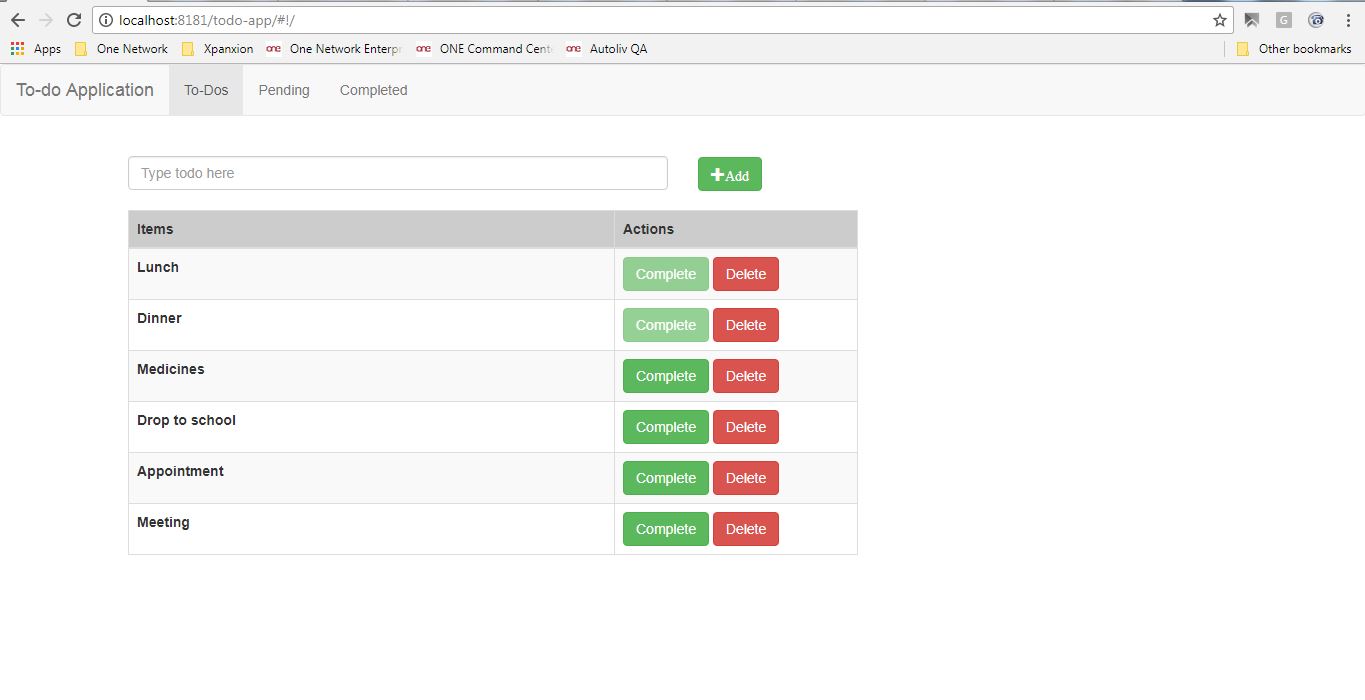 localhost:8181/todo-app/#!/
Apps One Network Xpanxion one One Network Enterpr one ONE Command Cent one Autoliv QA Other bookmarks
To-do Application To-Dos Pending Completed
Type todo here Add
Items Actions
Lunch Complete Delete
Dinner Complete Delete
Medicines Complete Delete
Drop to school Complete Delete
Appointment Complete Delete
Meeting Complete Delete